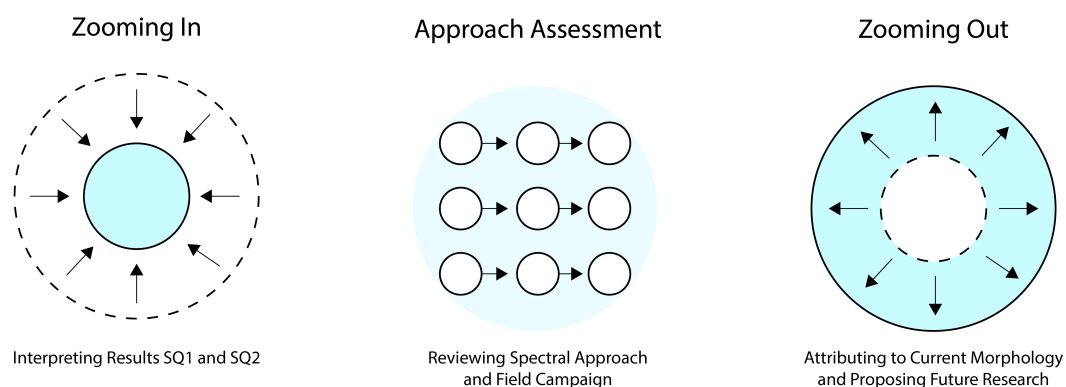 Zooming In
Approach Assessment
Zooming Out
Interpreting Results SQ1 and SQ2
Reviewing Spectral Approach
and Field Campaign
Attributing to Current Morphology
and Proposing Future Research